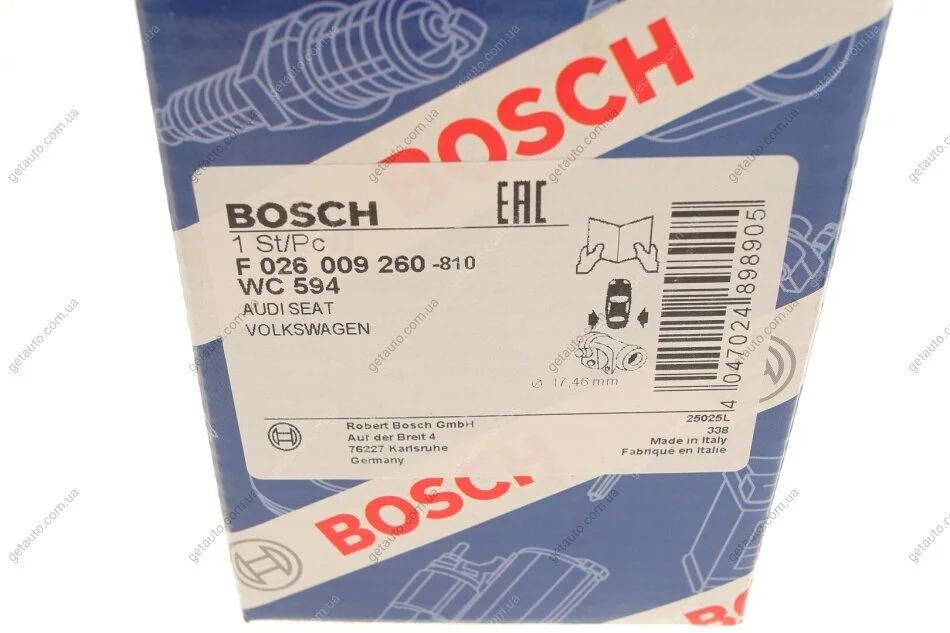 BOSCH
BOSCH
EAC
1 St/Pc
F 026 009 260 -810
WC 594
AUDI SEAT
VOLKSWAGEN
Ø 17,46 mm
4 047024 898905
Robert Bosch GmbH
Auf der Breit 4
76227 Karlsruhe
Germany
25025L
338
Made in Italy
Fabriqué en Italie
BOSCH
getauto.com.ua